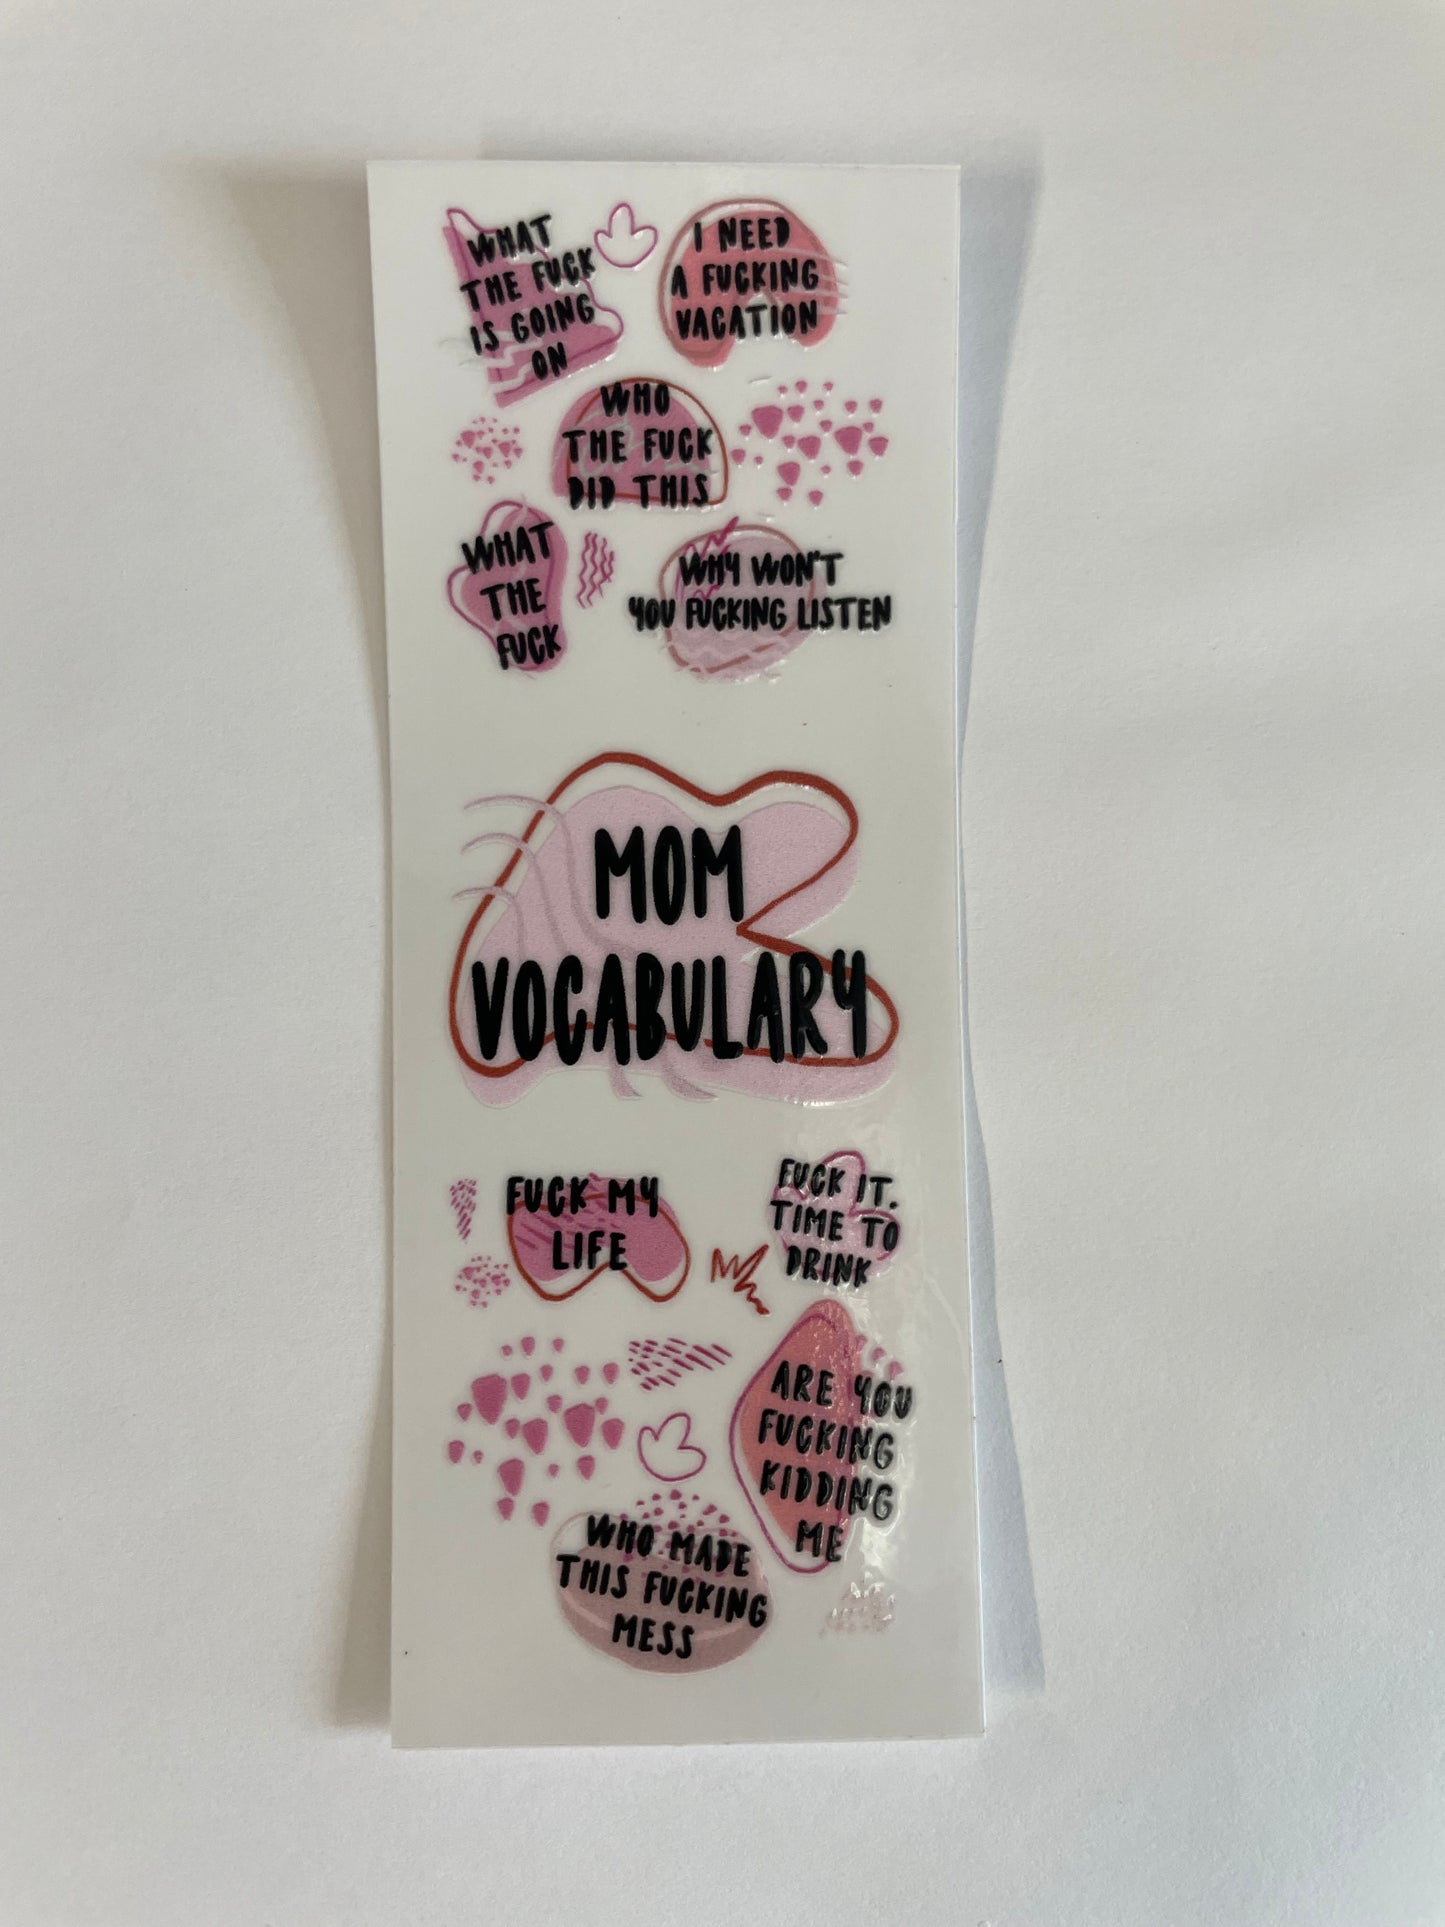 WHAT
THE FUCK
IS GOING
ON
I NEED
A FUCKING
VACATION
WHO
THE FUCK
DID THIS
WHAT
THE
FUCK
WHY WON'T
YOU FUCKING LISTEN
MOM
VOCABULARY
FUCK MY
LIFE
FUCK IT.
TIME TO
DRINK
ARE YOU
FUCKING
KIDDING
ME
WHO MADE
THIS FUCKING
MESS